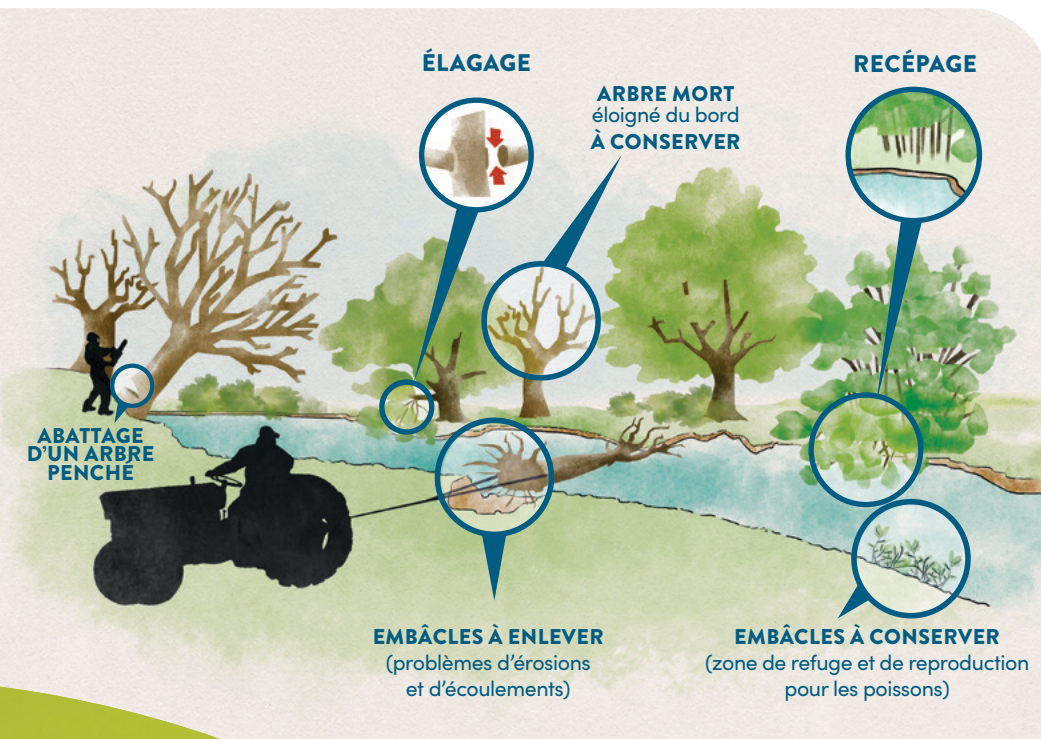 ÉLAGAGE
ARBRE MORT
éloigné du bord
À CONSERVER
RECÉPAGE
ABATTAGE
D'UN ARBRE
PENCHÉ
EMBÂCLES À ENLEVER
(problèmes d'érosions
et d'écoulements)
EMBÂCLES À CONSERVER
(zone de refuge et de reproduction
pour les poissons)